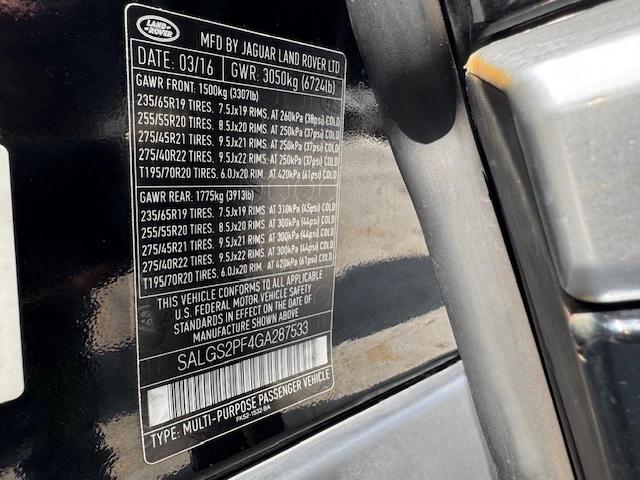 LAND ROVER
MFD BY JAGUAR LAND ROVER LTD
DATE: 03/16 GWR: 3050kg (6724lb)
GAWR FRONT: 1500kg (3307lb)
235/65R19 TIRES. 7.5Jx19 RIMS. AT 260kPa (38psi) COLD
255/55R20 TIRES. 8.5Jx20 RIMS. AT 250kPa (37psi) COLD
275/45R21 TIRES. 9.5Jx21 RIMS. AT 250kPa (37psi) COLD
275/40R22 TIRES. 9.5Jx22 RIMS. AT 250kPa (37psi) COLD
T195/70R20 TIRES. 6.0Jx20 RIM. AT 420kPa (61psi) COLD
GAWR REAR: 1775kg (3913lb)
235/65R19 TIRES. 7.5Jx19 RIMS. AT 310kPa (45psi) COLD
255/55R20 TIRES. 8.5Jx20 RIMS. AT 300kPa (44psi) COLD
275/45R21 TIRES. 9.5Jx21 RIMS. AT 300kPa (44psi) COLD
275/40R22 TIRES. 9.5Jx22 RIMS. AT 300kPa (44psi) COLD
T195/70R20 TIRES. 6.0Jx20 RIM. AT 420kPa (61psi) COLD
THIS VEHICLE CONFORMS TO ALL APPLICABLE
U.S. FEDERAL MOTOR VEHICLE SAFETY
STANDARDS IN EFFECT ON THE DATE OF
MANUFACTURE SHOWN ABOVE
SALGS2PF4GA287533
TYPE: MULTI-PURPOSE PASSENGER VEHICLE
FK52-1532-BA